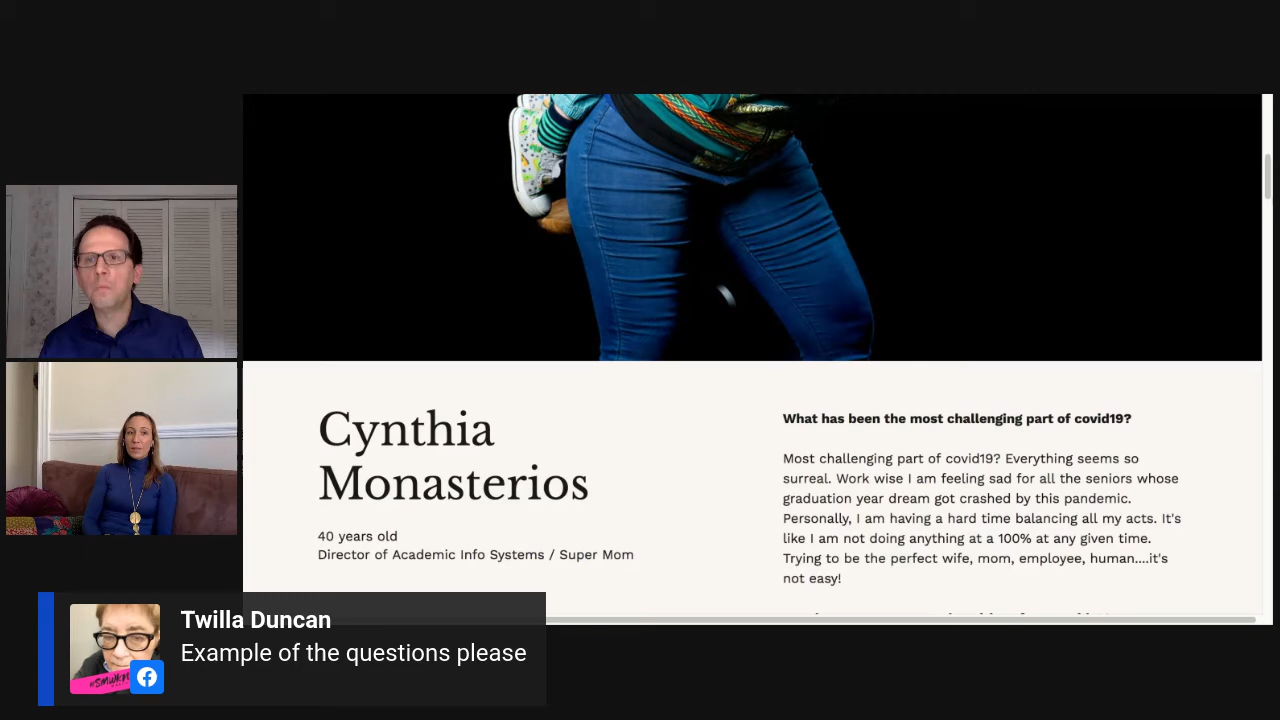 Cynthia
Monasterios
40 years old
Director of Academic Info Systems / Super Mom
What has been the most challenging part of covid19?
Most challenging part of covid19? Everything seems so
surreal. Work wise I am feeling sad for all the seniors whose
graduation year dream got crashed by this pandemic.
Personally, I am having a hard time balancing all my acts. It's
like I am not doing anything at a 100% at any given time.
Trying to be the perfect wife, mom, employee, human....it's
not easy!
Twilla Duncan
Example of the questions please